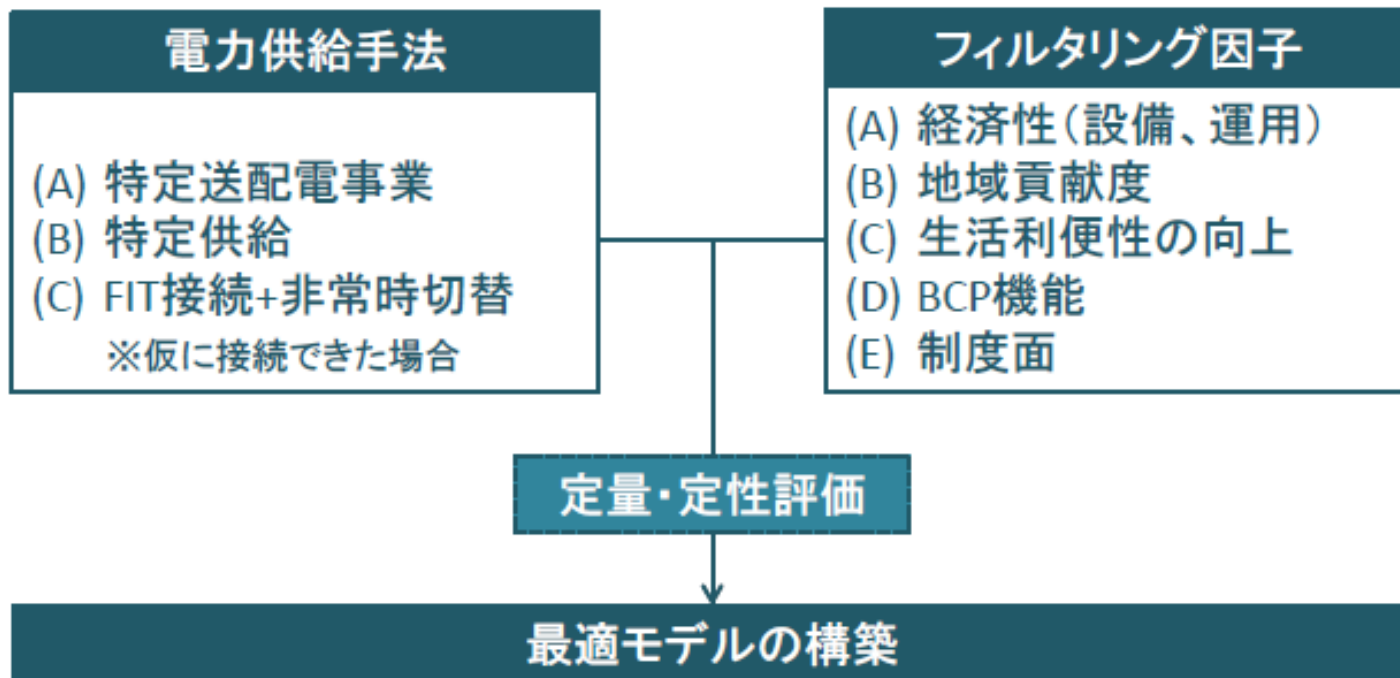 電力供給手法
(A) 特定送配電事業
(B) 特定供給
(C) FIT接続+非常時切替
※仮に接続できた場合
フィルタリング因子
(A) 経済性(設備、運用)
(B) 地域貢献度
(C) 生活利便性の向上
(D) BCP機能
(E) 制度面
定量・定性評価
最適モデルの構築